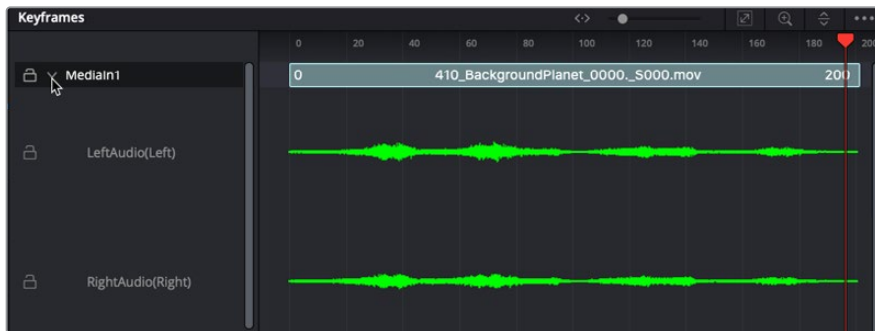 Keyframes
0 20 40 60 80 100 120 140 160 180 200
MediaIn1
0 410_BackgroundPlanet_0000._S000.mov 200
LeftAudio(Left)
RightAudio(Right)